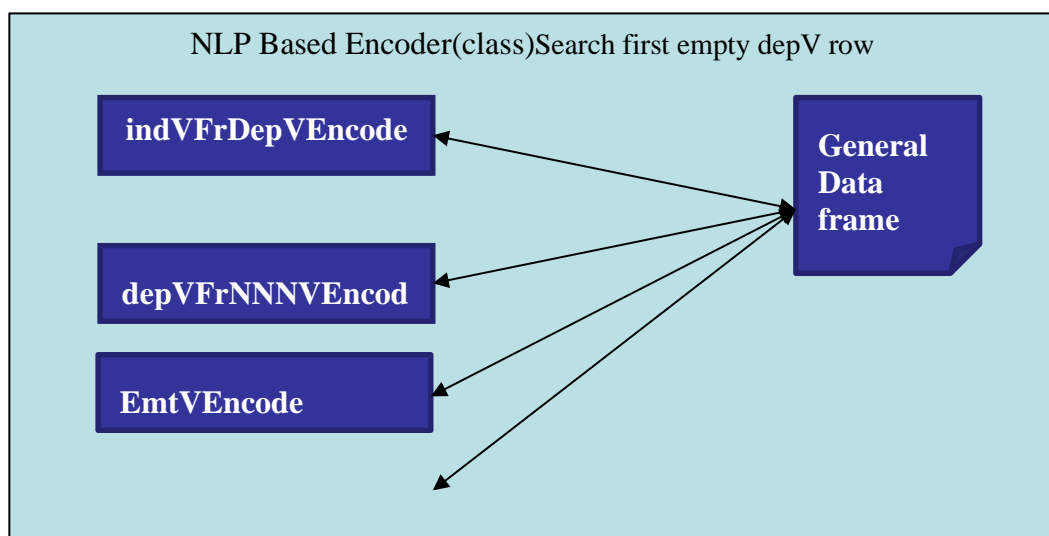 NLP Based Encoder(class)Search first empty depV row
indVFrDepVEncode
General
Data
frame
depVFrNNNVEncod
EmtVEncode